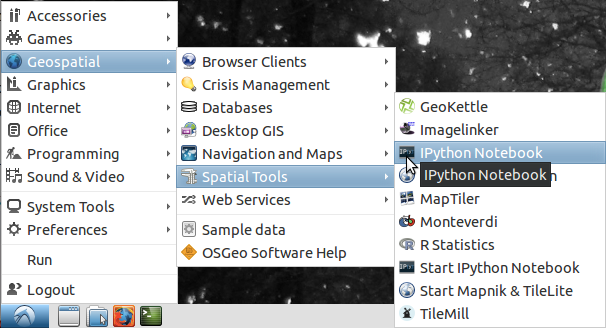 Accessories
Games
Geospatial
Graphics
Internet
Office
Programming
Sound & Video
System Tools
Preferences
Run
Logout
Browser Clients
Crisis Management
Databases
Desktop GIS
Navigation and Maps
Spatial Tools
Web Services
Sample data
OSGeo Software Help
GeoKettle
Imagelinker
IPython Notebook
IPython Notebook
MapTiler
Monteverdi
R Statistics
Start IPython Notebook
Start Mapnik & TileLite
TileMill